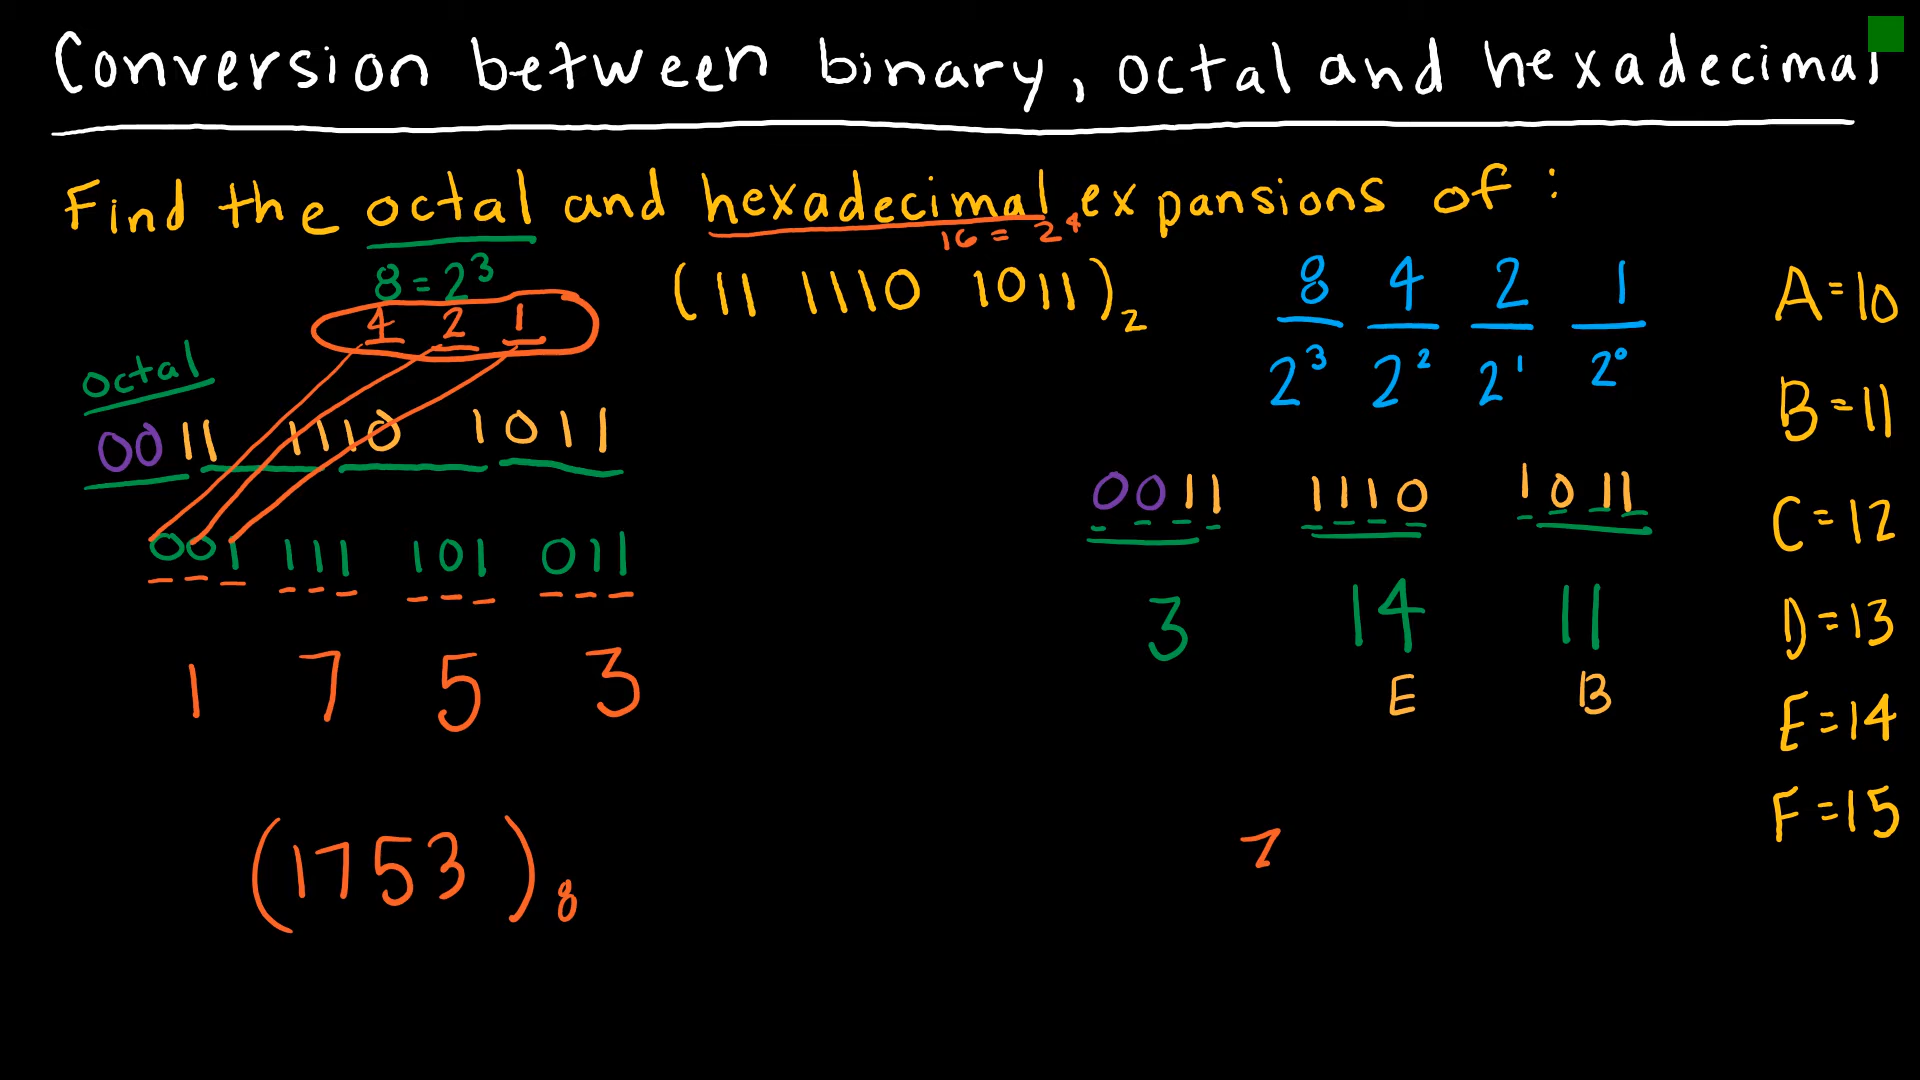 Conversion between binary, octal and hexadecimal
Find the octal and hexadecimal expansions of :
8 = 2³
16 = 2⁴
(11 1110 1011)₂
8 4 2 1
2³ 2² 2¹ 2⁰
4 2 1
octal
0011 1110 1011
001 111 101 011
1 7 5 3
(1753)₈
0011 1110 1011
3 14 11
E B
A=10
B=11
C=12
D=13
E=14
F=15